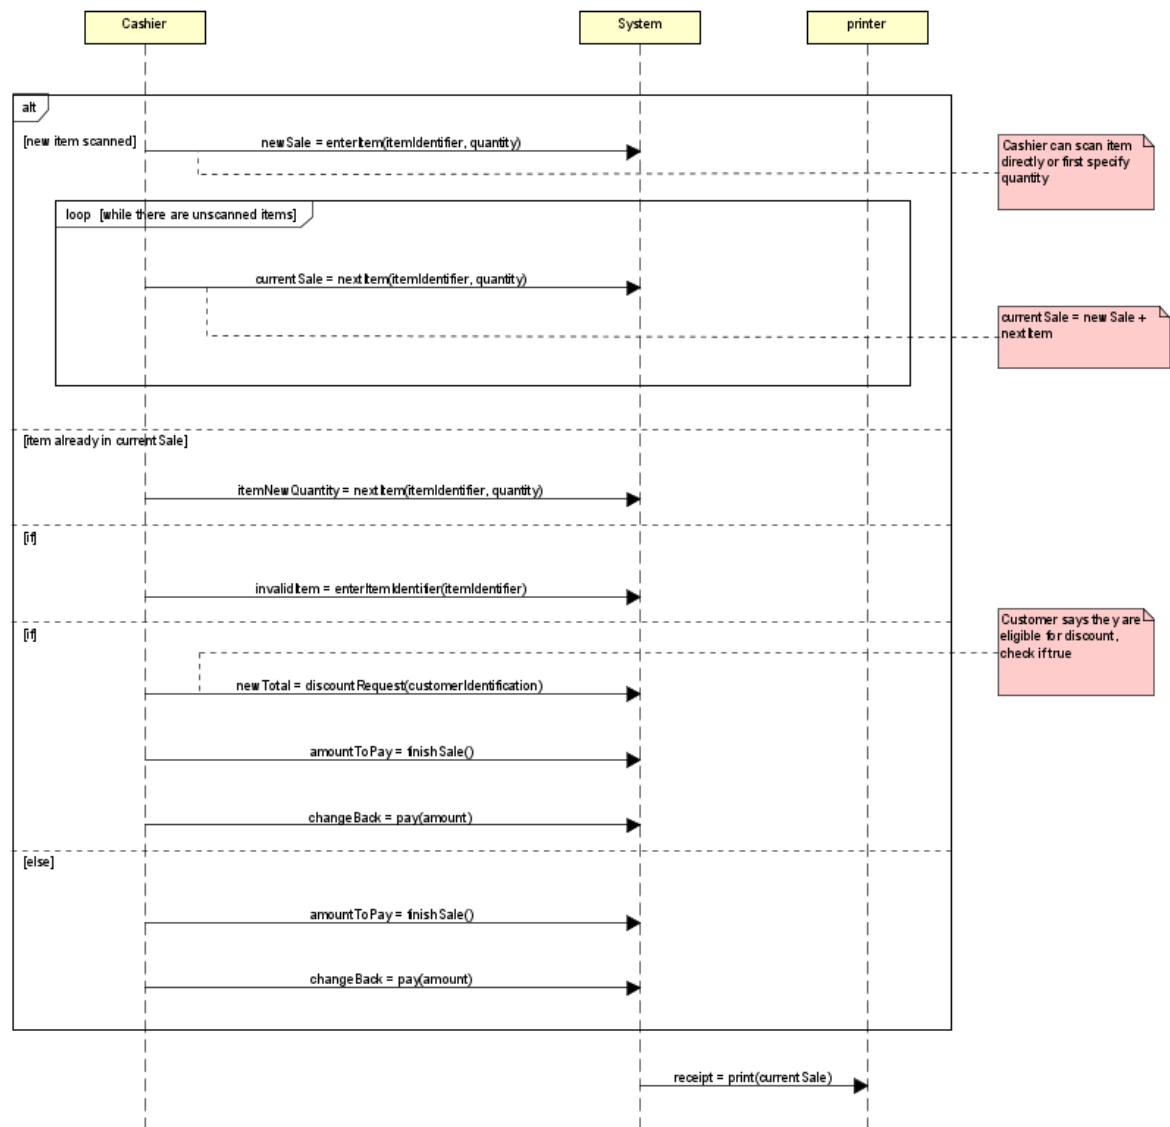 Cashier
System
printer
alt
[new item scanned]
newSale = enterItem(itemIdentifier, quantity)
Cashier can scan item
directly or first specify
quantity
loop [while there are unscanned items]
currentSale = nextItem(itemIdentifier, quantity)
currentSale = newSale +
nextItem
[item already in currentSale]
itemNewQuantity = nextItem(itemIdentifier, quantity)
[if]
invalidItem = enterItemIdentifier(itemIdentifier)
[if]
Customer says they are
eligible for discount,
check if true
newTotal = discountRequest(customerIdentification)
amountToPay = finishSale()
changeBack = pay(amount)
[else]
amountToPay = finishSale()
changeBack = pay(amount)
receipt = print(currentSale)